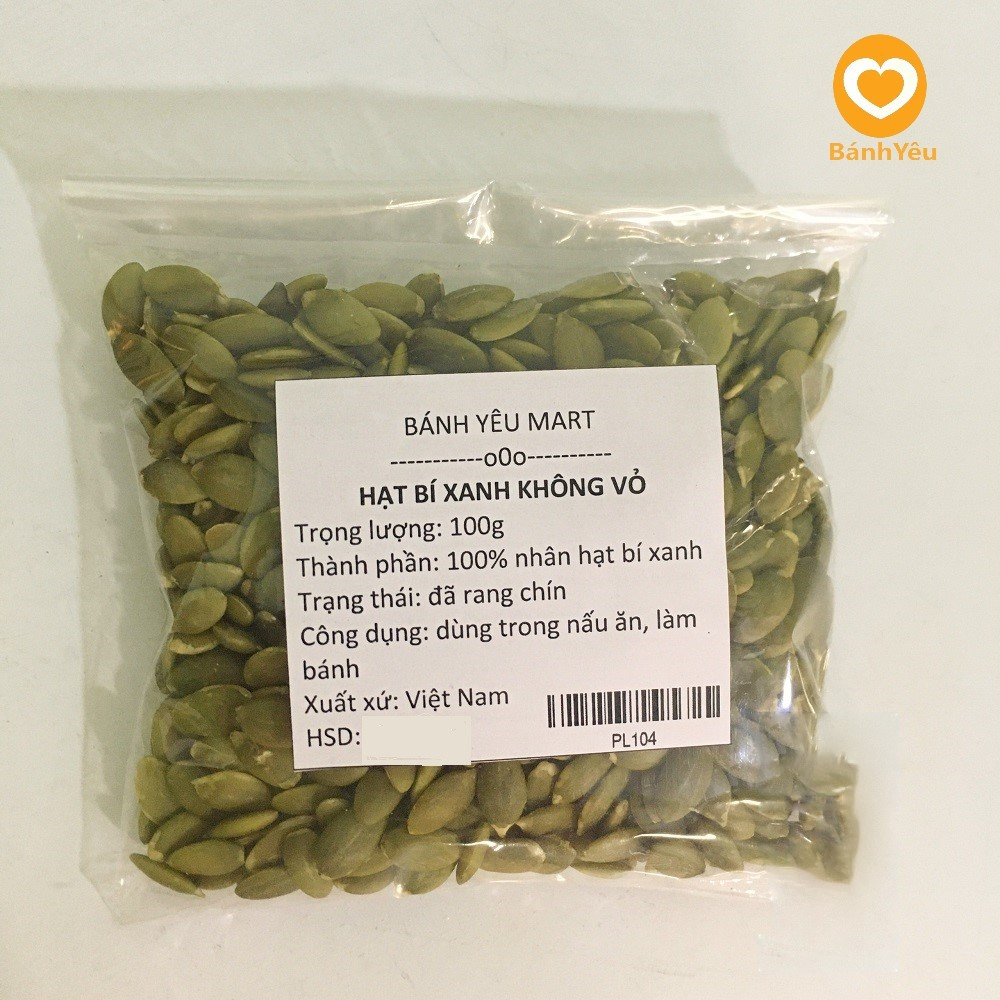 BánhYêu
BÁNH YÊU MART
-----------o0o----------
HẠT BÍ XANH KHÔNG VỎ
Trọng lượng: 100g
Thành phần: 100% nhân hạt bí xanh
Trạng thái: đã rang chín
Công dụng: dùng trong nấu ăn, làm
bánh
Xuất xứ: Việt Nam
HSD:
PL104